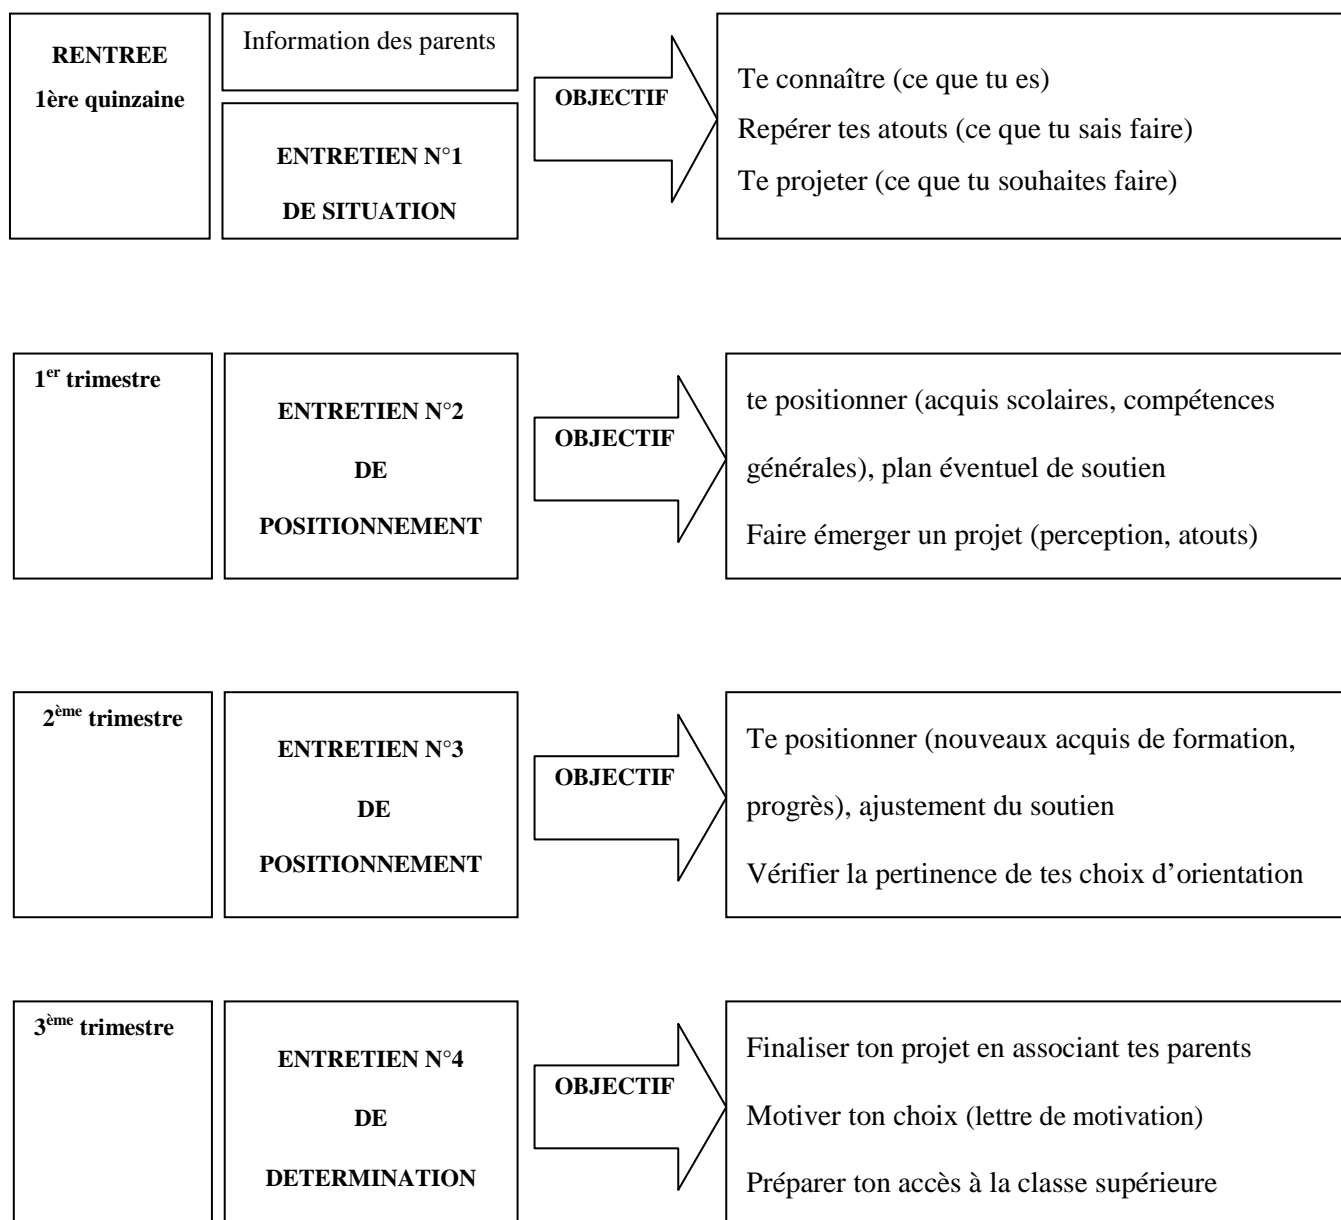 RENTREE
1ère quinzaine
Information des parents
ENTRETIEN N°1
DE SITUATION
OBJECTIF
Te connaître (ce que tu es)
Repérer tes atouts (ce que tu sais faire)
Te projeter (ce que tu souhaites faire)
1er trimestre
ENTRETIEN N°2
DE
POSITIONNEMENT
OBJECTIF
te positionner (acquis scolaires, compétences
générales), plan éventuel de soutien
Faire émerger un projet (perception, atouts)
2ème trimestre
ENTRETIEN N°3
DE
POSITIONNEMENT
OBJECTIF
Te positionner (nouveaux acquis de formation,
progrès), ajustement du soutien
Vérifier la pertinence de tes choix d’orientation
3ème trimestre
ENTRETIEN N°4
DE
DETERMINATION
OBJECTIF
Finaliser ton projet en associant tes parents
Motiver ton choix (lettre de motivation)
Préparer ton accès à la classe supérieure